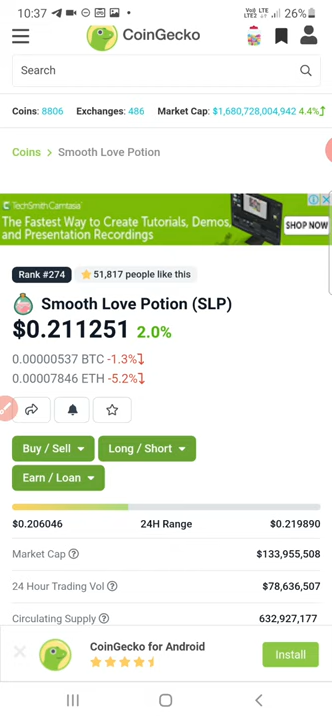 10:37
Vo) LTE
LTE2
26%
CoinGecko
Search
Coins: 8806 Exchanges: 486 Market Cap: $1,680,728,004,942 4.4%
Coins > Smooth Love Potion
TechSmith Camtasia
The Fastest Way to Create Tutorials, Demos,
and Presentation Recordings
SHOP NOW
Rank #274
51,817 people like this
Smooth Love Potion (SLP)
$0.211251 2.0%
0.00000537 BTC -1.3%
0.00007846 ETH -5.2%
Buy / Sell
Long / Short
Earn / Loan
$0.206046 24H Range $0.219890
Market Cap $133,955,508
24 Hour Trading Vol $78,636,507
Circulating Supply 632,927,177
CoinGecko for Android
Install